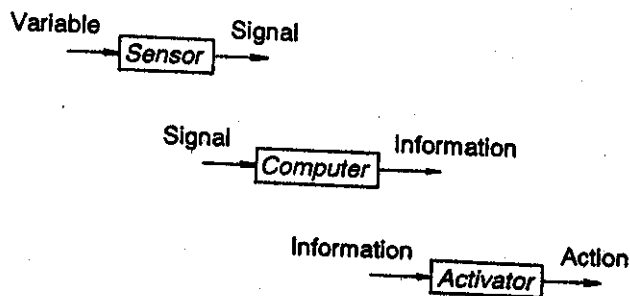 Variable Signal
Sensor
Signal Information
Computer
Information Action
Activator